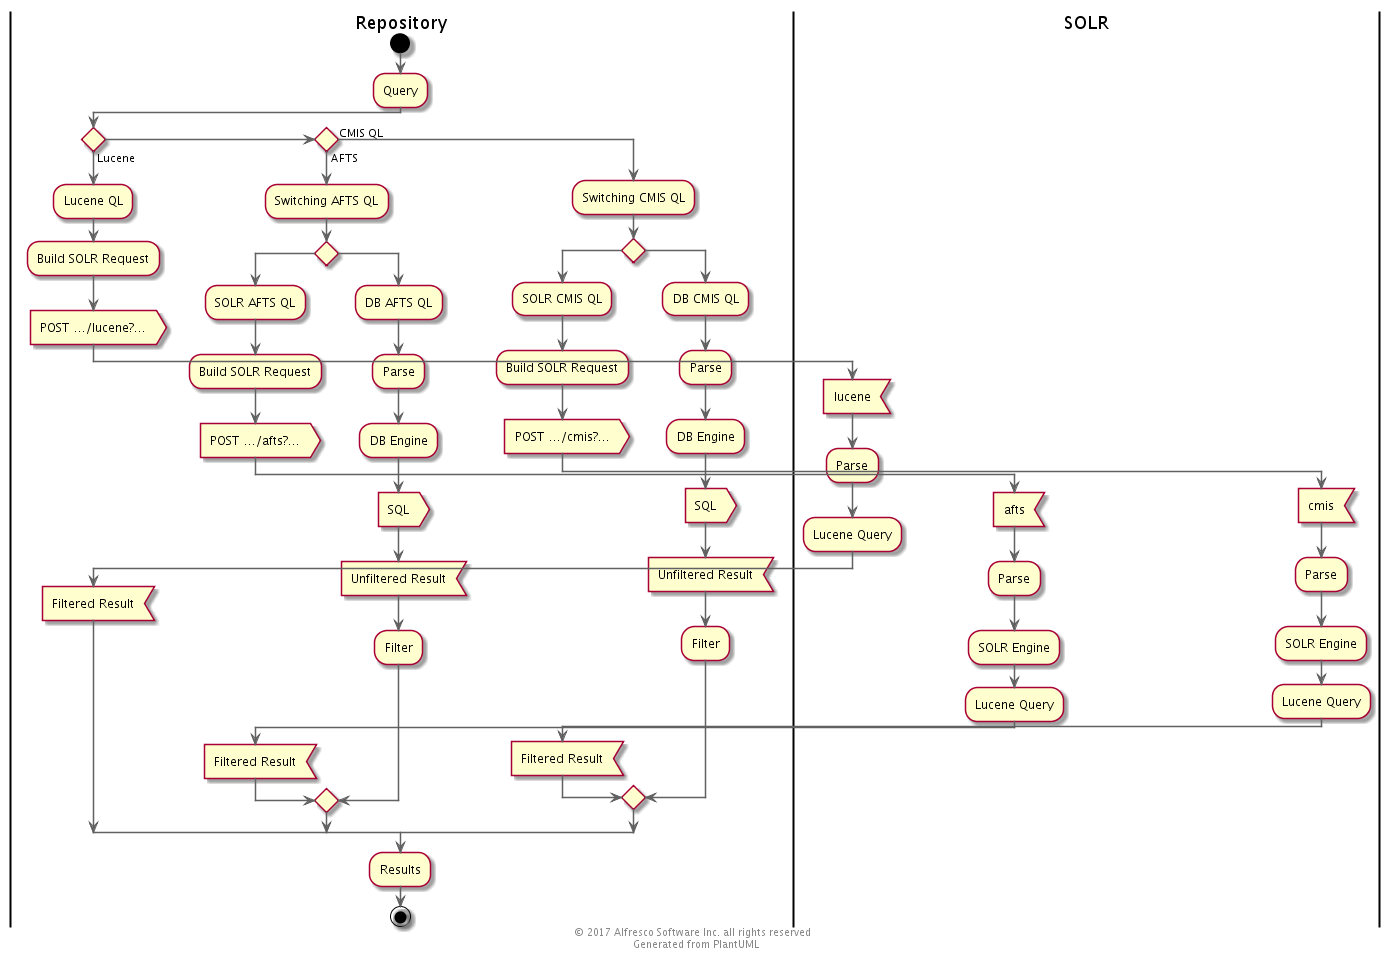 Repository
SOLR
Query
CMIS QL
Lucene
AFTS
Lucene QL
Switching AFTS QL
Switching CMIS QL
Build SOLR Request
SOLR AFTS QL
DB AFTS QL
SOLR CMIS QL
DB CMIS QL
POST .../lucene?...
Build SOLR Request
Parse
Build SOLR Request
Parse
lucene
POST .../afts?...
DB Engine
POST .../cmis?...
DB Engine
Parse
SQL
SQL
afts
cmis
Lucene Query
Unfiltered Result
Unfiltered Result
Parse
Parse
Filtered Result
Filter
Filter
SOLR Engine
SOLR Engine
Lucene Query
Lucene Query
Filtered Result
Filtered Result
Results
© 2017 Alfresco Software Inc. all rights reserved
Generated from PlantUML